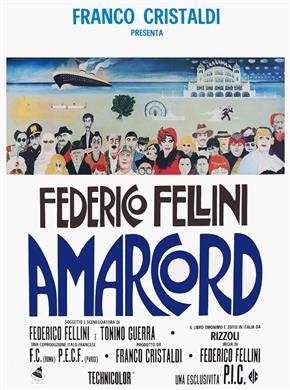 FRANCO CRISTALDI
PRESENTA
FEDERICO FELLINI
AMARCORD
SOGGETTO E SCENEGGIATURA DI
FEDERICO FELLINI E TONINO GUERRA
IL LIBRO OMONIMO E' EDITO IN ITALIA DA
RIZZOLI
UNA COPRODUZIONE ITALO-FRANCESE
F.C. (ROMA) P.E.C.F. (PARIGI)
PRODOTTO DA
FRANCO CRISTALDI
REGIA DI
FEDERICO FELLINI
TECHNICOLOR
UNA ESCLUSIVITA' P.I.C.